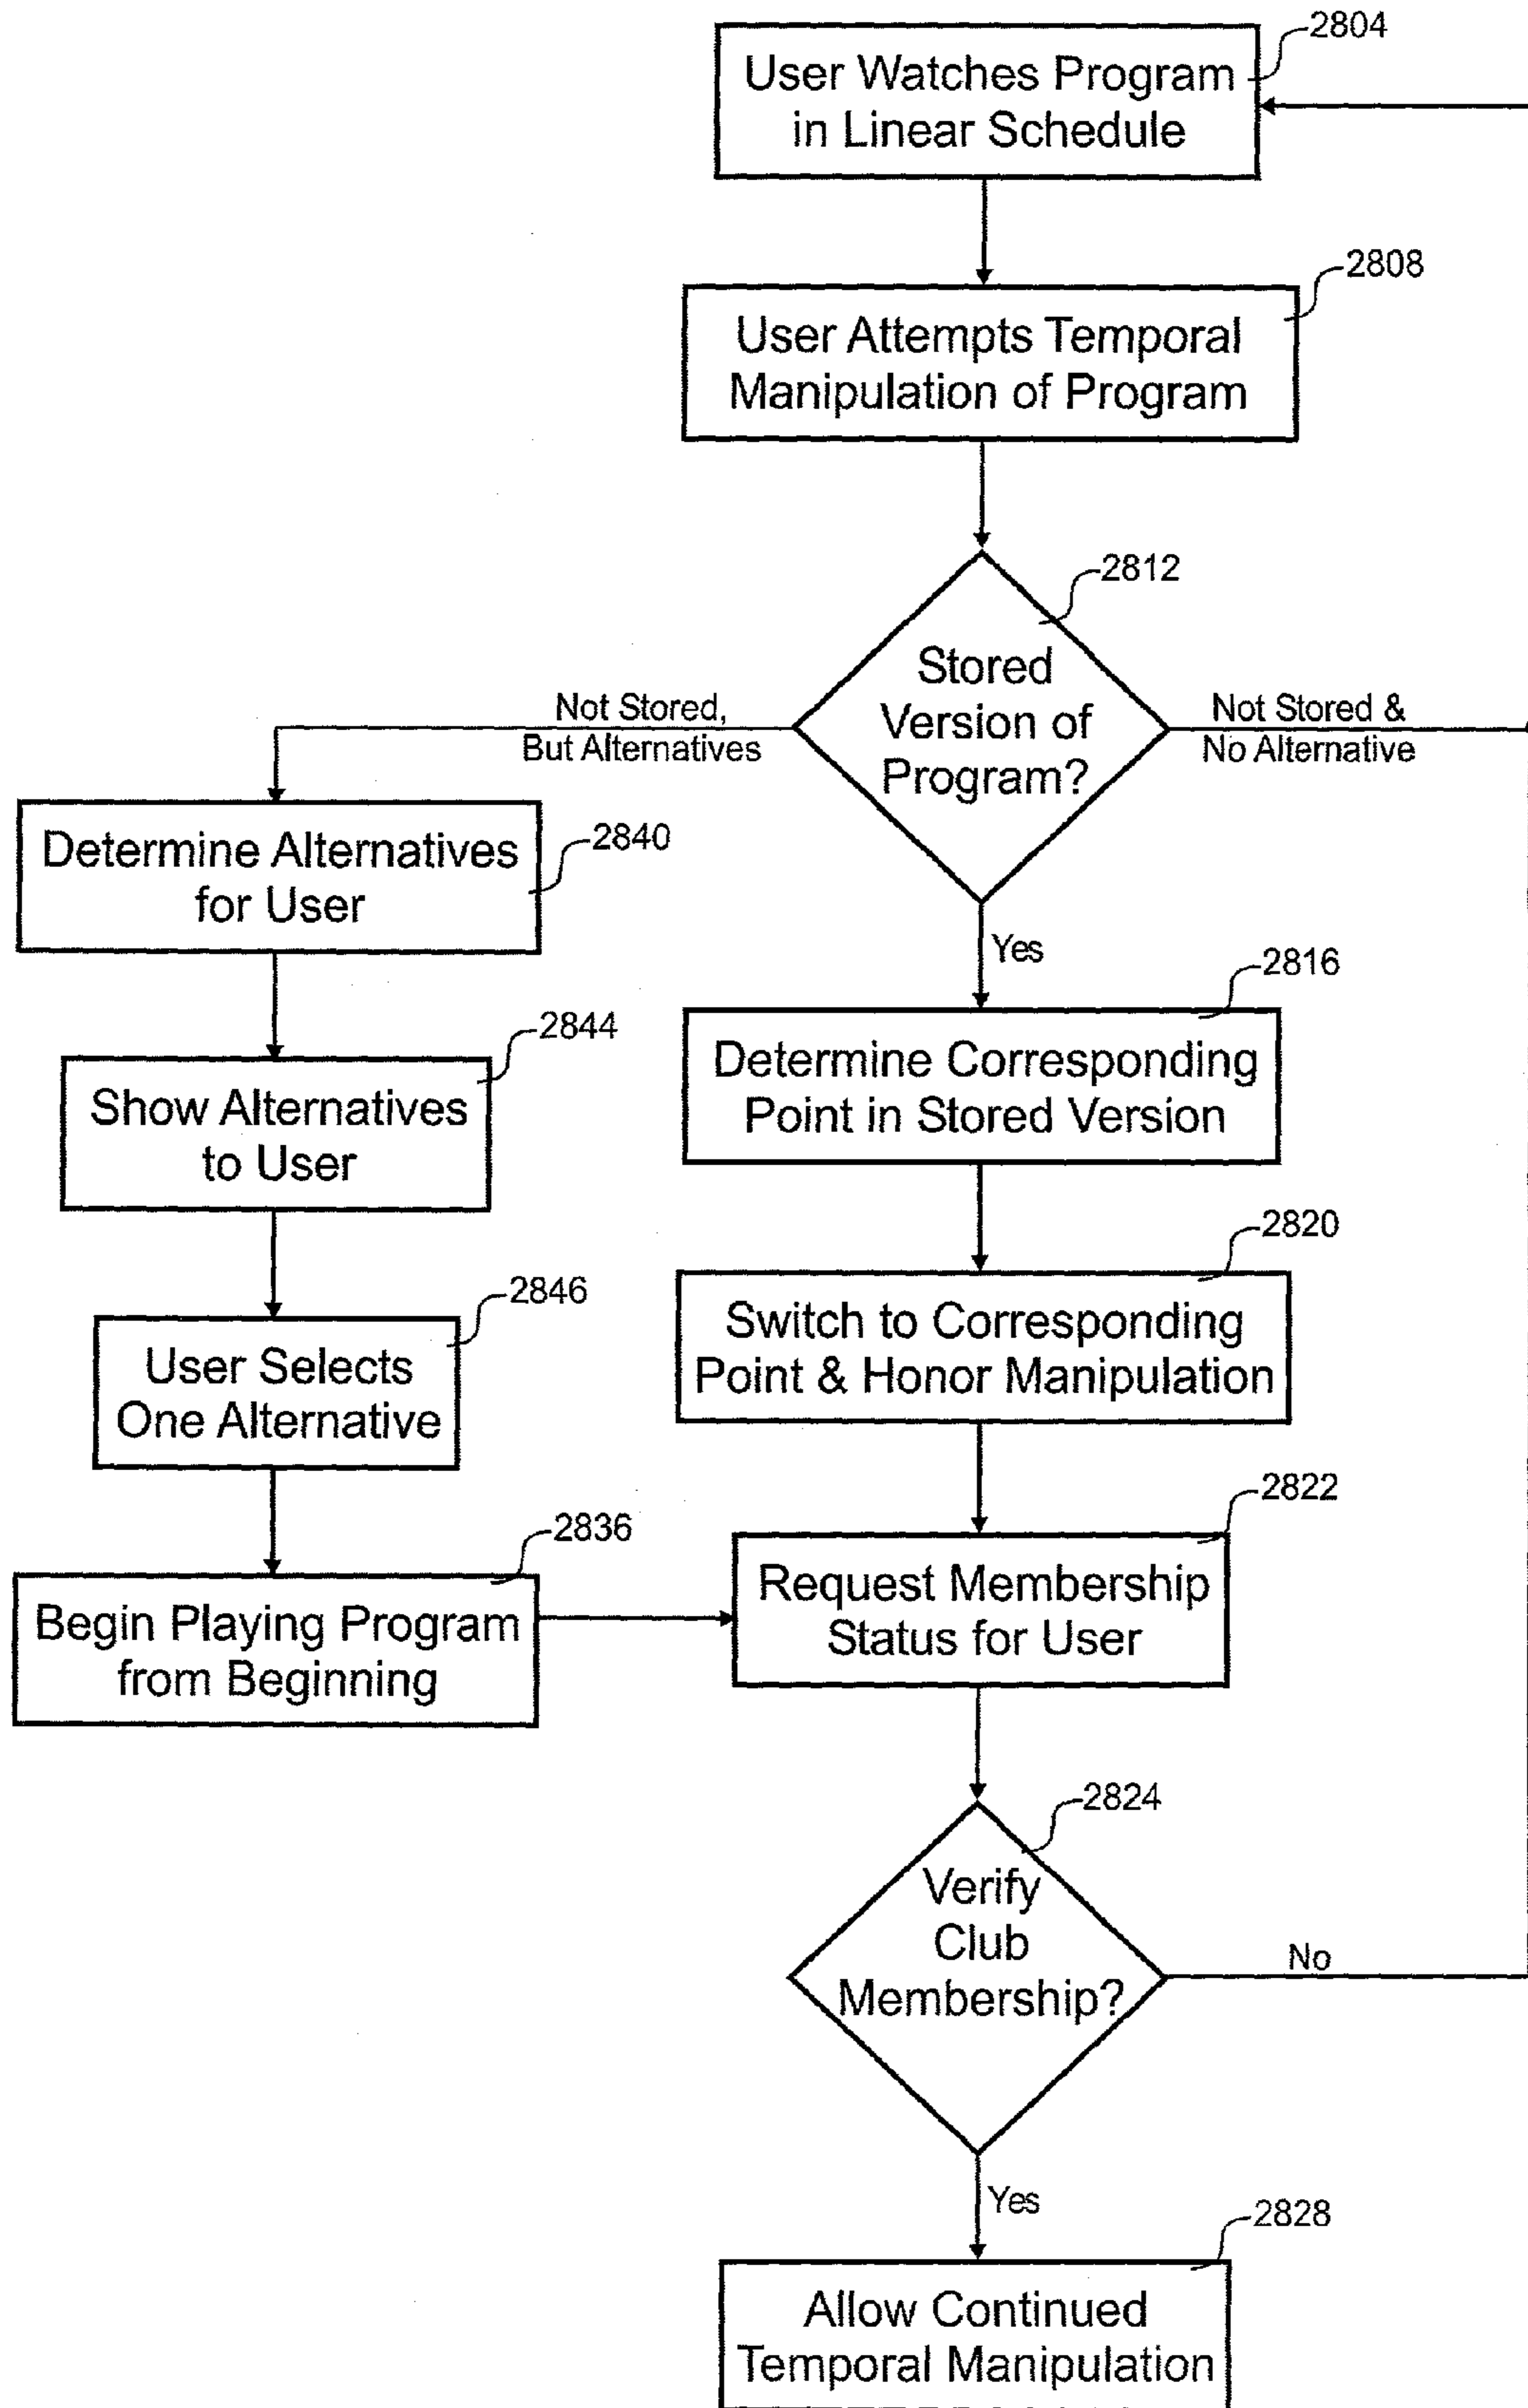 2804
User Watches Program
in Linear Schedule
2808
User Attempts Temporal
Manipulation of Program
2812
Stored
Version of
Program?
Not Stored,
But Alternatives
Not Stored &
No Alternative
Determine Alternatives
for User
2840
Yes
2816
Determine Corresponding
Point in Stored Version
2844
Show Alternatives
to User
2820
Switch to Corresponding
Point & Honor Manipulation
2846
User Selects
One Alternative
2822
Request Membership
Status for User
2836
Begin Playing Program
from Beginning
2824
Verify
Club
Membership?
No
Yes
2828
Allow Continued
Temporal Manipulation